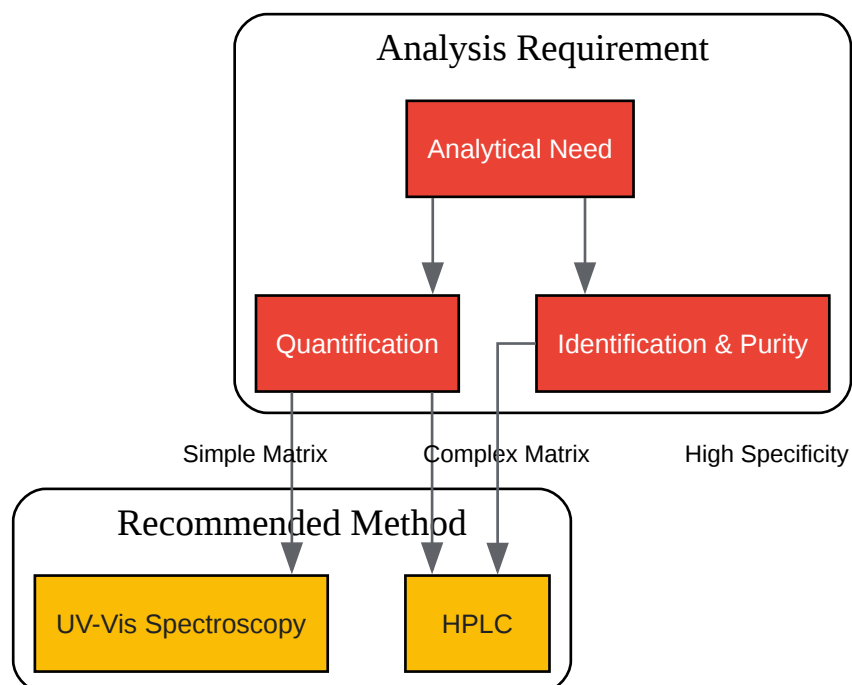 Analysis Requirement
Analytical Need
Quantification
Identification & Purity
Simple Matrix
Complex Matrix
High Specificity
Recommended Method
UV-Vis Spectroscopy
HPLC